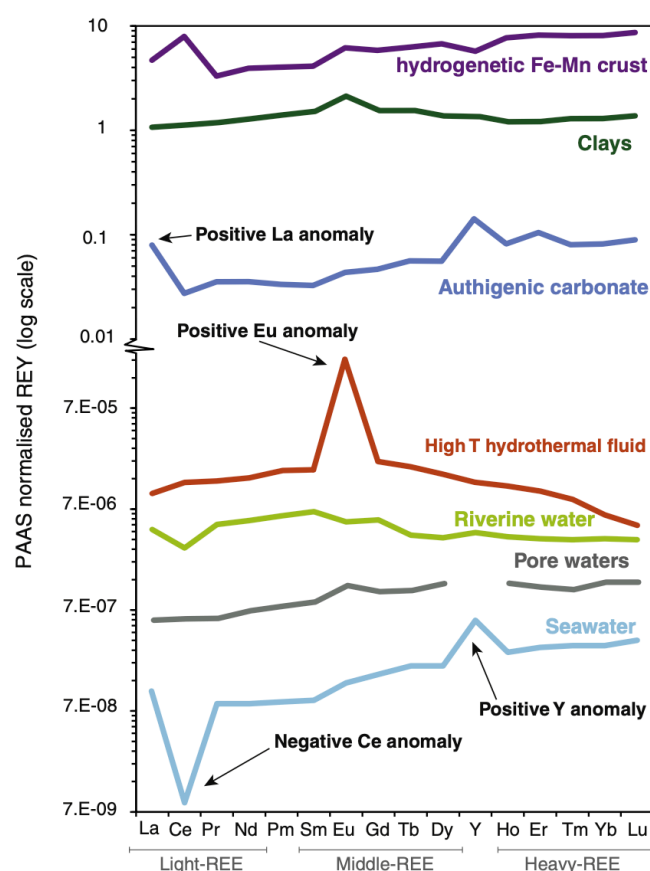 10
hydrogenetic Fe-Mn crust
1
Clays
0.1
Positive La anomaly
Authigenic carbonate
0.01
Positive Eu anomaly
7.E-05
High T hydrothermal fluid
7.E-06
Riverine water
Pore waters
7.E-07
Seawater
7.E-08
Positive Y anomaly
Negative Ce anomaly
7.E-09
PAAS normalised REY (log scale)
La Ce Pr Nd Pm Sm Eu Gd Tb Dy Y Ho Er Tm Yb Lu
Light-REE Middle-REE Heavy-REE